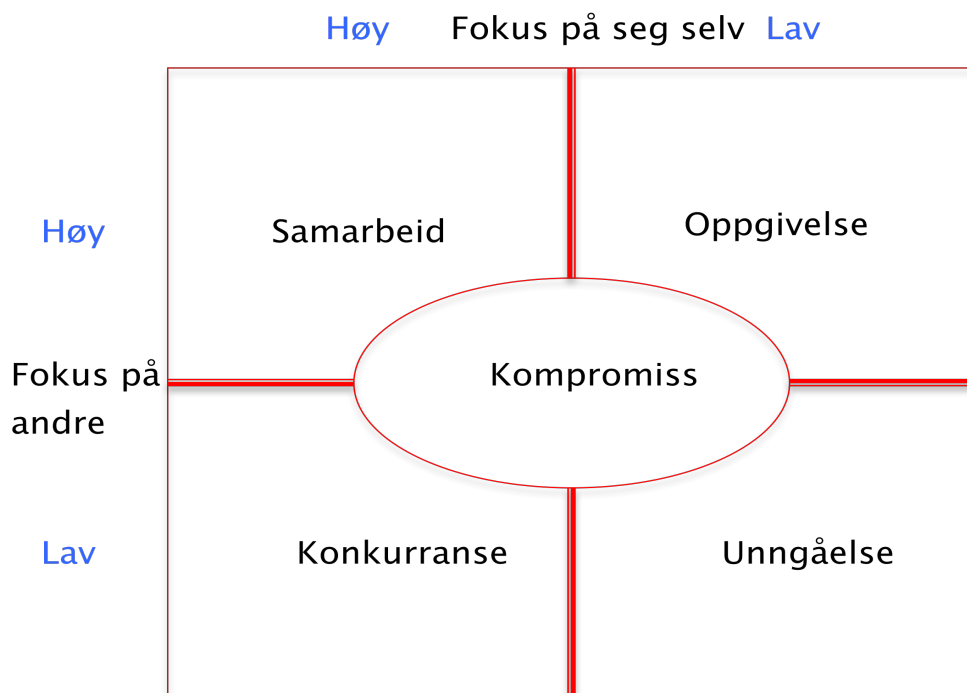 Høy Fokus på seg selv Lav
Høy
Samarbeid
Oppgivelse
Fokus på
andre
Kompromiss
Lav
Konkurranse
Unngåelse